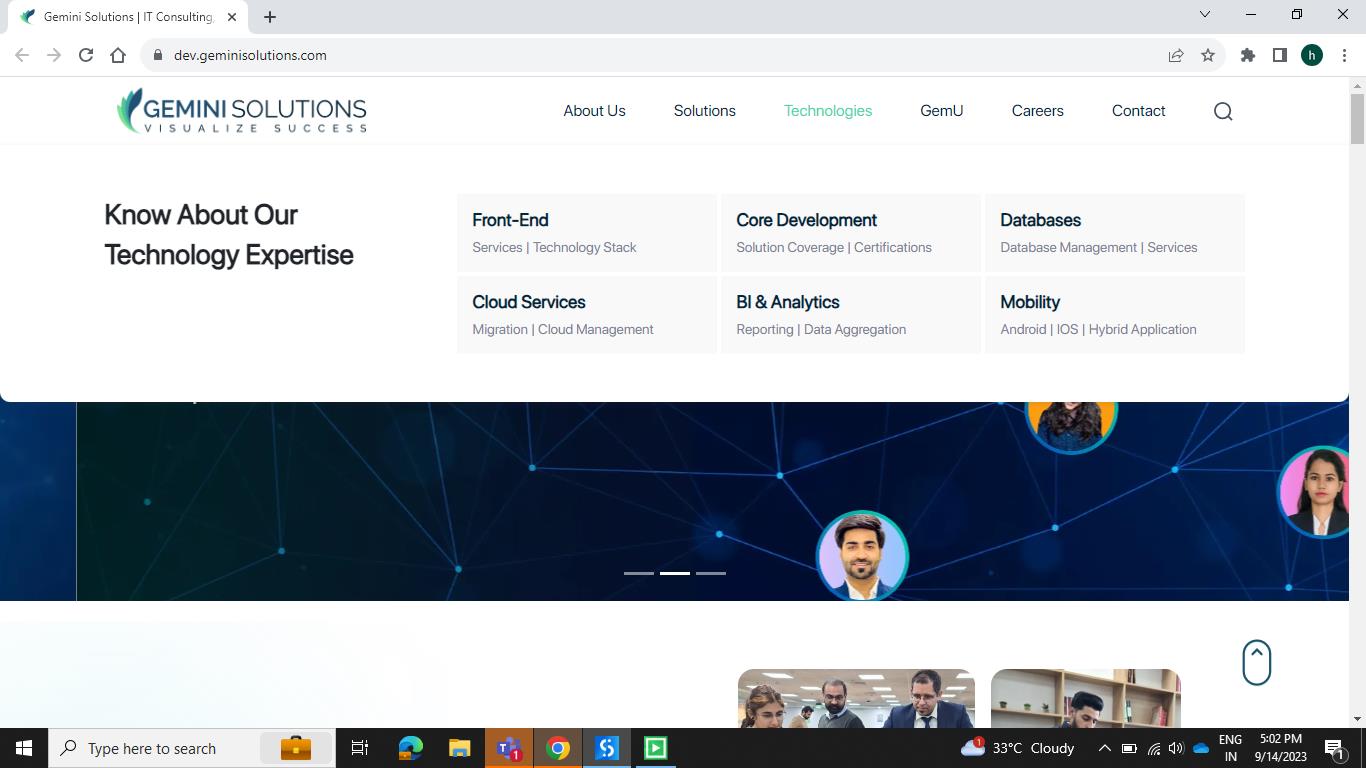 Gemini Solutions | IT Consulting,
dev.geminisolutions.com
h
GEMINI SOLUTIONS
VISUALIZE SUCCESS
About Us
Solutions
Technologies
GemU
Careers
Contact
Know About Our
Technology Expertise
Front-End
Services | Technology Stack
Core Development
Solution Coverage | Certifications
Databases
Database Management | Services
Cloud Services
Migration | Cloud Management
BI & Analytics
Reporting | Data Aggregation
Mobility
Android | IOS | Hybrid Application
Type here to search
1
1
33°C Cloudy
ENG
IN
5:02 PM
9/14/2023
1